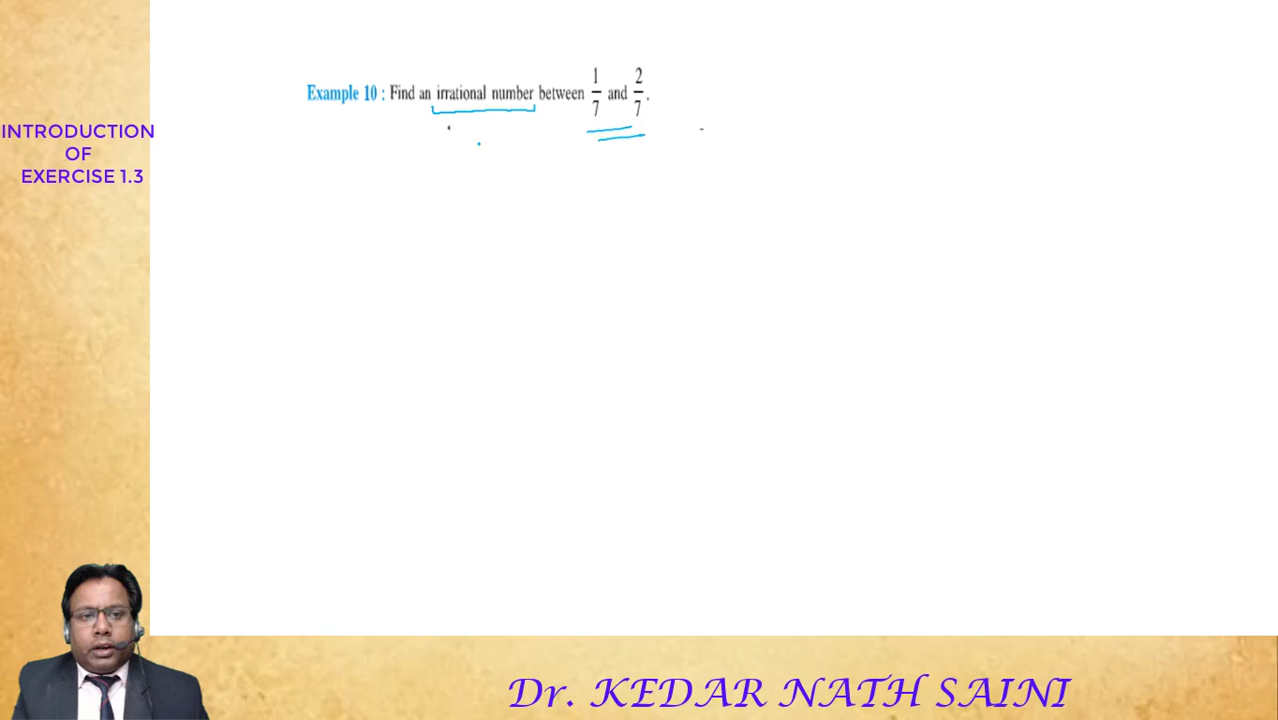 Example 10 : Find an irrational number between 1/7 and 2/7.
INTRODUCTION
OF
EXERCISE 1.3
Dr. KEDAR NATH SAINI